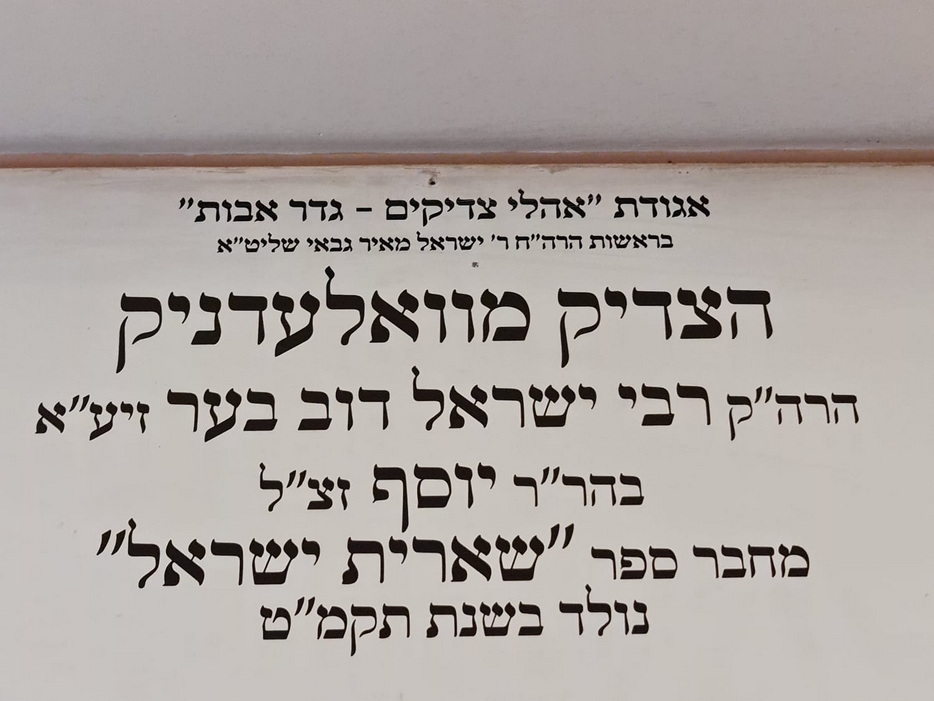 אגודת "אהלי צדיקים - גדר אבות"
בראשות הרה"ח ר' ישראל מאיר גבאי שליט"א
הצדיק מוואלעדניק
הרה"ק רבי ישראל דוב בער זיע"א
בהר"ר יוסף זצ"ל
מחבר ספר "שארית ישראל"
נולד בשנת תקמ"ט